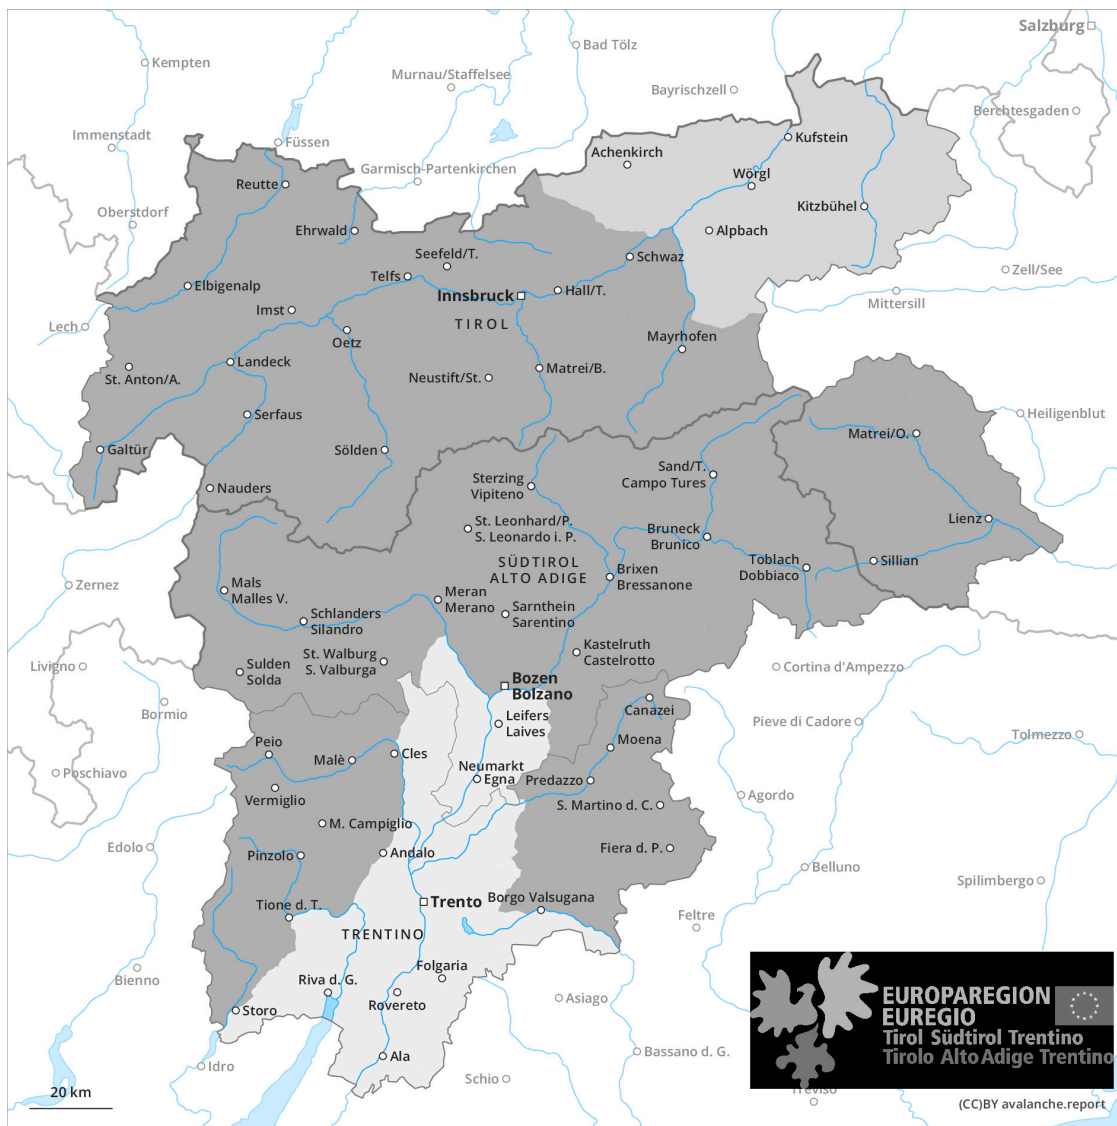 Salzburg
Bad Tölz
Kempten
Murnau/Staffelsee
Bayrischzell
Berchtesgaden
Immenstadt
Füssen
Kufstein
Achenkirch
Garmisch-Partenkirchen
Wörgl
Reutte
Oberstdorf
Kitzbühel
Ehrwald
Alpbach
Seefeld/T.
Schwaz
Zell/See
Telfs
Elbigenalp
Hall/T.
Innsbruck
Mittersill
Imst
TIROL
Lech
Oetz
Mayrhofen
Landeck
Matrei/B.
St. Anton/A.
Neustift/St.
Serfaus
Heiligenblut
Matrei/O.
Galtür
Sölden
Sand/T.
Campo Tures
Sterzing
Vipiteno
Nauders
Lienz
St. Leonhard/P.
S. Leonardo i. P.
Bruneck
Brunico
SÜDTIROL
ALTO ADIGE
Toblach
Dobbiaco
Sillian
Brixen
Bressanone
Zernez
Mals
Malles V.
Meran
Merano
Sarnthein
Sarentino
Schlanders
Silandro
Kastelruth
Castelrotto
St. Walburg
S. Valburga
Livigno
Sulden
Solda
Cortina d'Ampezzo
Bozen
Bolzano
Bormio
Canazei
Leifers
Laives
Pieve di Cadore
Tolmezzo
Moena
Peio
Malè
Cles
Neumarkt
Egna
Poschiavo
Predazzo
Vermiglio
Agordo
S. Martino d. C.
M. Campiglio
Edolo
Fiera d. P.
Pinzolo
Andalo
Belluno
Spilimbergo
Borgo Valsugana
Trento
Tione d. T.
Feltre
TRENTINO
Folgaria
Bienno
Riva d. G.
Rovereto
Asiago
Storo
EUROPAREGION
EUREGIO
Tirol Südtirol Trentino
Tirolo Alto Adige Trentino
Ala
Bassano d. G.
Idro
Schio
20 km
Treviso
(CC)BY avalanche.report